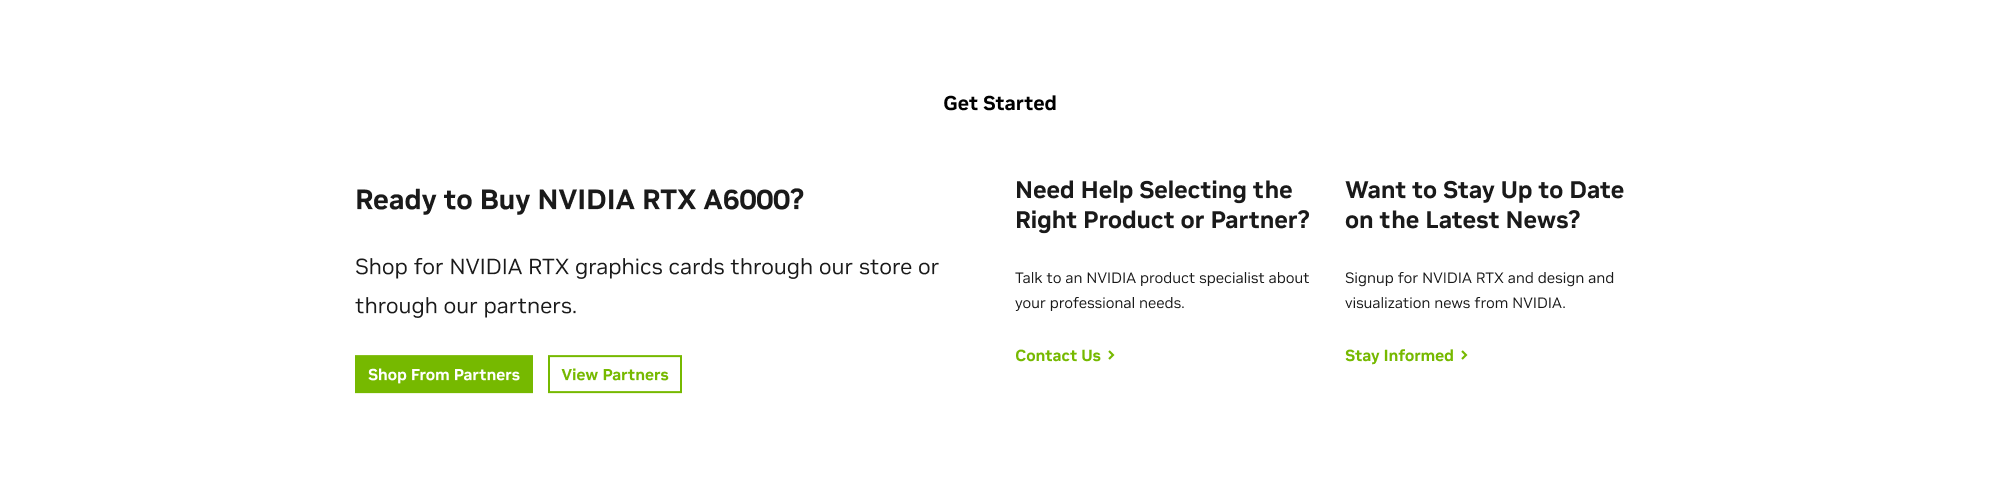 Get Started
Ready to Buy NVIDIA RTX A6000?
Shop for NVIDIA RTX graphics cards through our store or
through our partners.
Shop From Partners
View Partners
Need Help Selecting the
Right Product or Partner?
Talk to an NVIDIA product specialist about
your professional needs.
Contact Us
Want to Stay Up to Date
on the Latest News?
Signup for NVIDIA RTX and design and
visualization news from NVIDIA.
Stay Informed